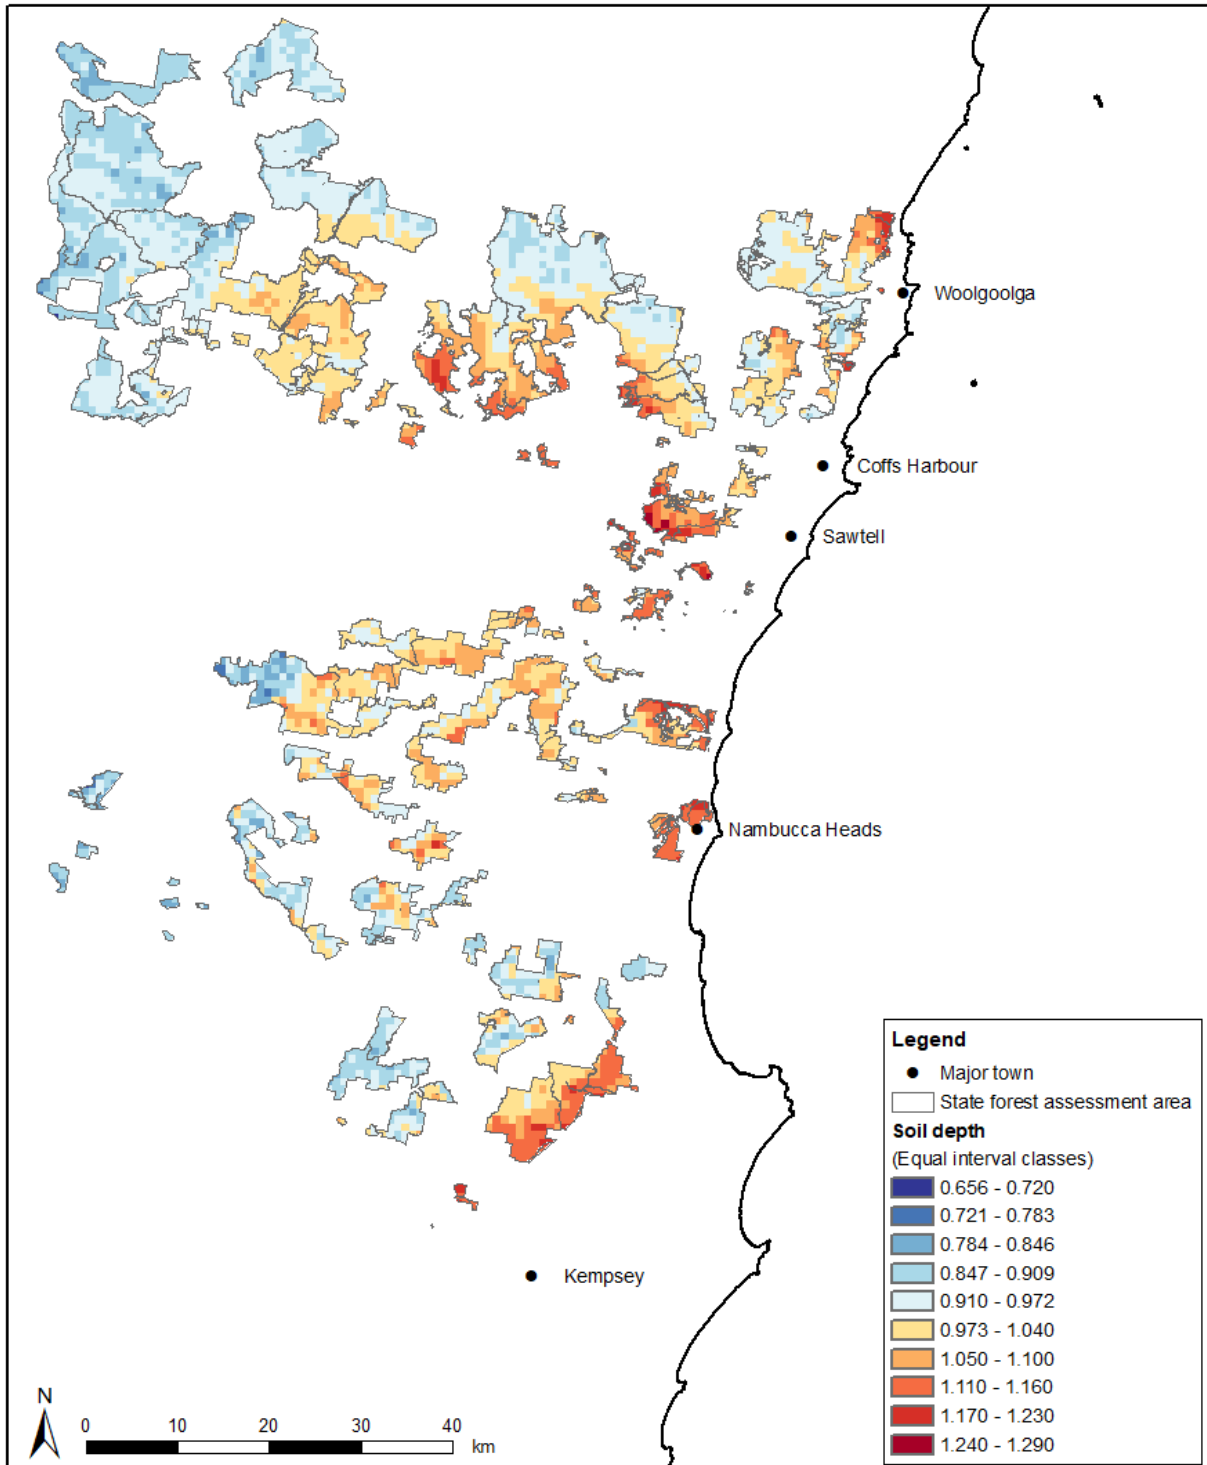 Woolgoolga
Coffs Harbour
Sawtell
Nambucca Heads
Kempsey
Legend
Major town
State forest assessment area
Soil depth
(Equal interval classes)
0.656 - 0.720
0.721 - 0.783
0.784 - 0.846
0.847 - 0.909
0.910 - 0.972
0.973 - 1.040
1.050 - 1.100
1.110 - 1.160
1.170 - 1.230
1.240 - 1.290
N
0 10 20 30 40
km